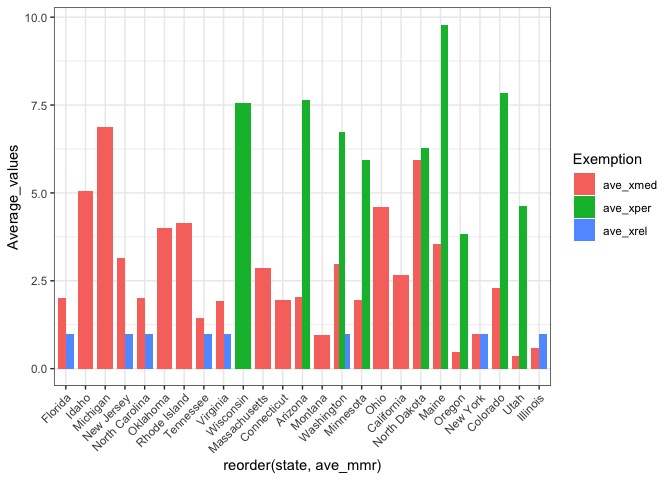 10.0
7.5
5.0
2.5
0.0
Average_values
Florida
Idaho
Michigan
New Jersey
North Carolina
Oklahoma
Rhode Island
Tennessee
Virginia
Wisconsin
Massachusetts
Connecticut
Arizona
Montana
Washington
Minnesota
Ohio
California
North Dakota
Maine
Oregon
New York
Colorado
Utah
Illinois
reorder(state, ave_mmr)
Exemption
ave_xmed
ave_xper
ave_xrel